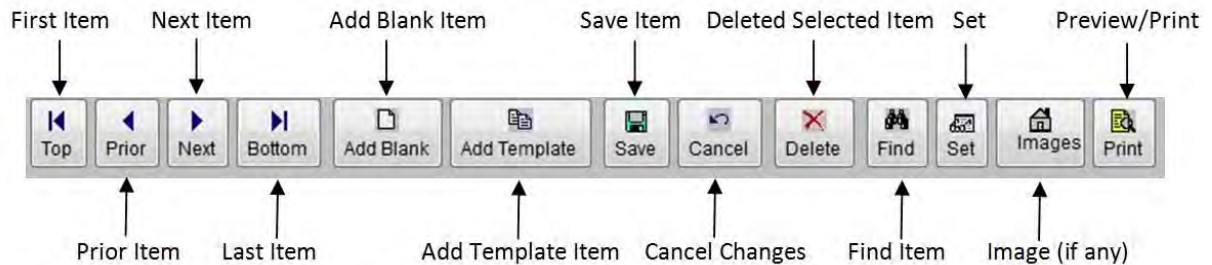 First Item Next Item Add Blank Item Save Item Deleted Selected Item Set Preview/Print
Top Prior Next Bottom Add Blank Add Template Save Cancel Delete Find Set Images Print
Prior Item Last Item Add Template Item Cancel Changes Find Item Image (if any)